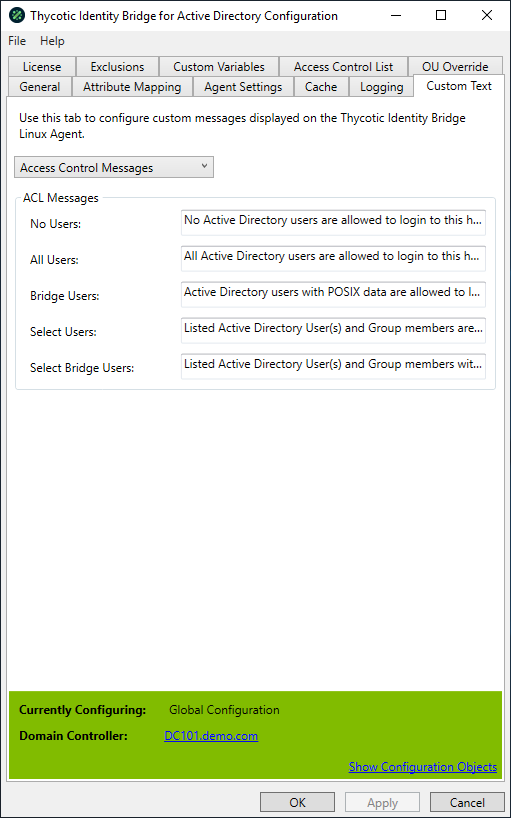 Thycotic Identity Bridge for Active Directory Configuration
File Help
License Exclusions Custom Variables Access Control List OU Override
General Attribute Mapping Agent Settings Cache Logging Custom Text
Use this tab to configure custom messages displayed on the Thycotic Identity Bridge
Linux Agent.
Access Control Messages
ACL Messages
No Users: No Active Directory users are allowed to login to this h...
All Users: All Active Directory users are allowed to login to this h...
Bridge Users: Active Directory users with POSIX data are allowed to l...
Select Users: Listed Active Directory User(s) and Group members are...
Select Bridge Users: Listed Active Directory User(s) and Group members wit...
Currently Configuring: Global Configuration
Domain Controller: DC101.demo.com
Show Configuration Objects
OK Apply Cancel